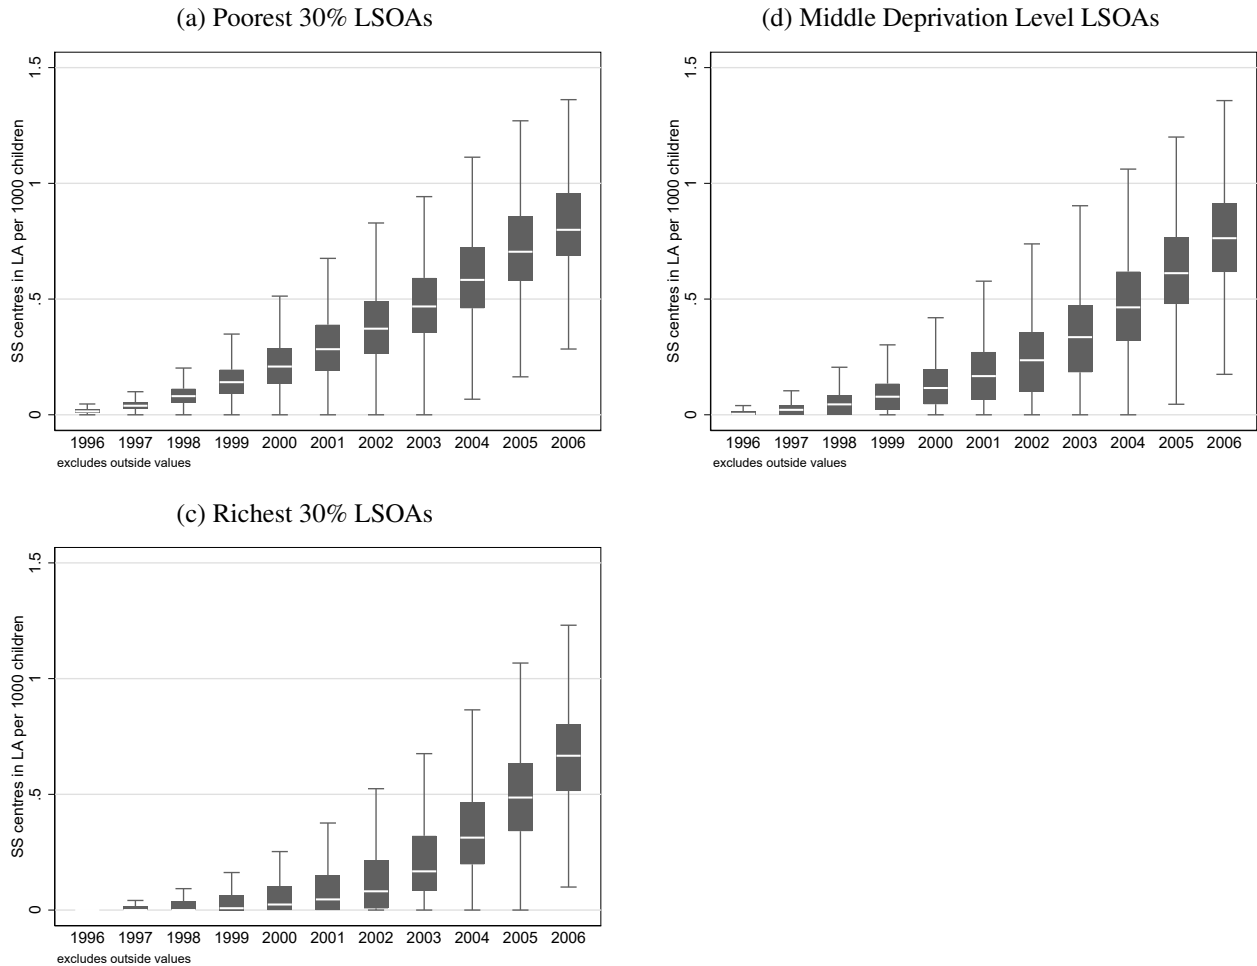 (a) Poorest 30% LSOAs
SS centres in LA per 1000 children
1.5
1
.5
0
1996 1997 1998 1999 2000 2001 2002 2003 2004 2005 2006
excludes outside values
(d) Middle Deprivation Level LSOAs
SS centres in LA per 1000 children
1.5
1
.5
0
1996 1997 1998 1999 2000 2001 2002 2003 2004 2005 2006
excludes outside values
(c) Richest 30% LSOAs
SS centres in LA per 1000 children
1.5
1
.5
0
1996 1997 1998 1999 2000 2001 2002 2003 2004 2005 2006
excludes outside values